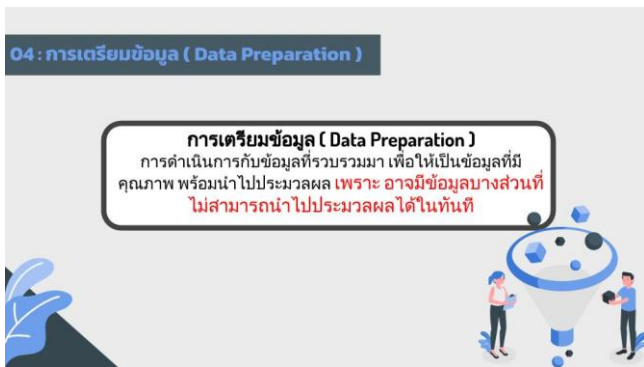 04 : การเตรียมข้อมูล ( Data Preparation )
การเตรียมข้อมูล ( Data Preparation )
การดำเนินการกับข้อมูลที่รวบรวมมา เพื่อให้เป็นข้อมูลที่มี
คุณภาพ พร้อมนำไปประมวลผล เพราะ อาจมีข้อมูลบางส่วนที่
ไม่สามารถนำไปประมวลผลได้ในทันที